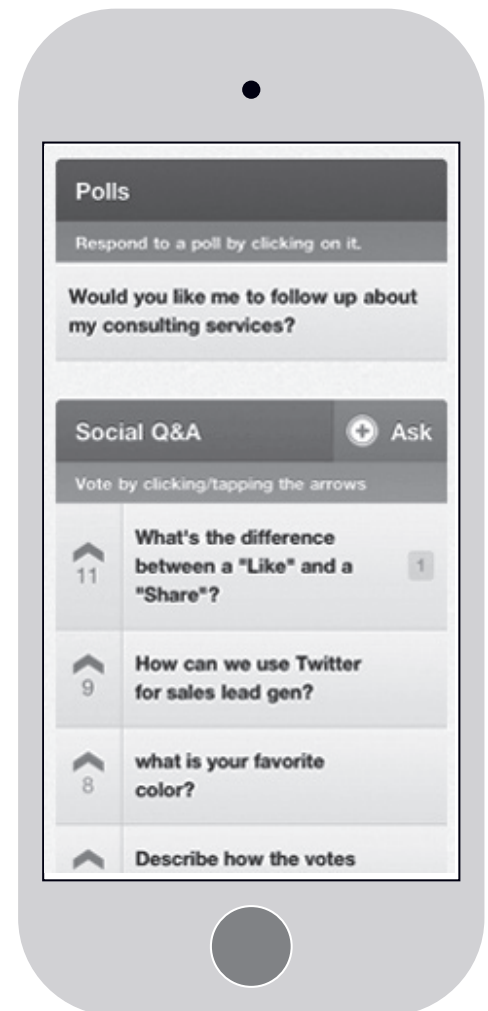 Polls
Respond to a poll by clicking on it.
Would you like me to follow up about
my consulting services?
Social Q&A
Ask
Vote by clicking/tapping the arrows
What's the difference
between a "Like" and a
"Share"?
11
1
How can we use Twitter
for sales lead gen?
9
what is your favorite
color?
8
Describe how the votes